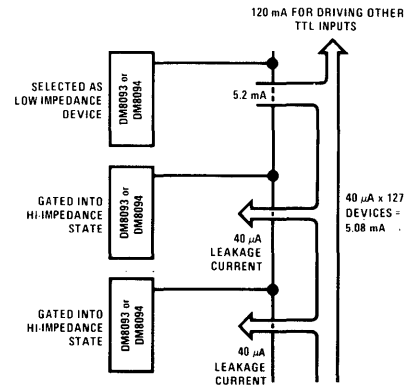 120 mA FOR DRIVING OTHER
TTL INPUTS
SELECTED AS
LOW IMPEDANCE
DEVICE
DM8093 or
DM8094
5.2 mA
GATED INTO
HI-IMPEDANCE
STATE
DM8093 or
DM8094
40 μA
LEAKAGE
CURRENT
40 μA x 127
DEVICES =
5.08 mA
GATED INTO
HI-IMPEDANCE
STATE
DM8093 or
DM8094
40 μA
LEAKAGE
CURRENT